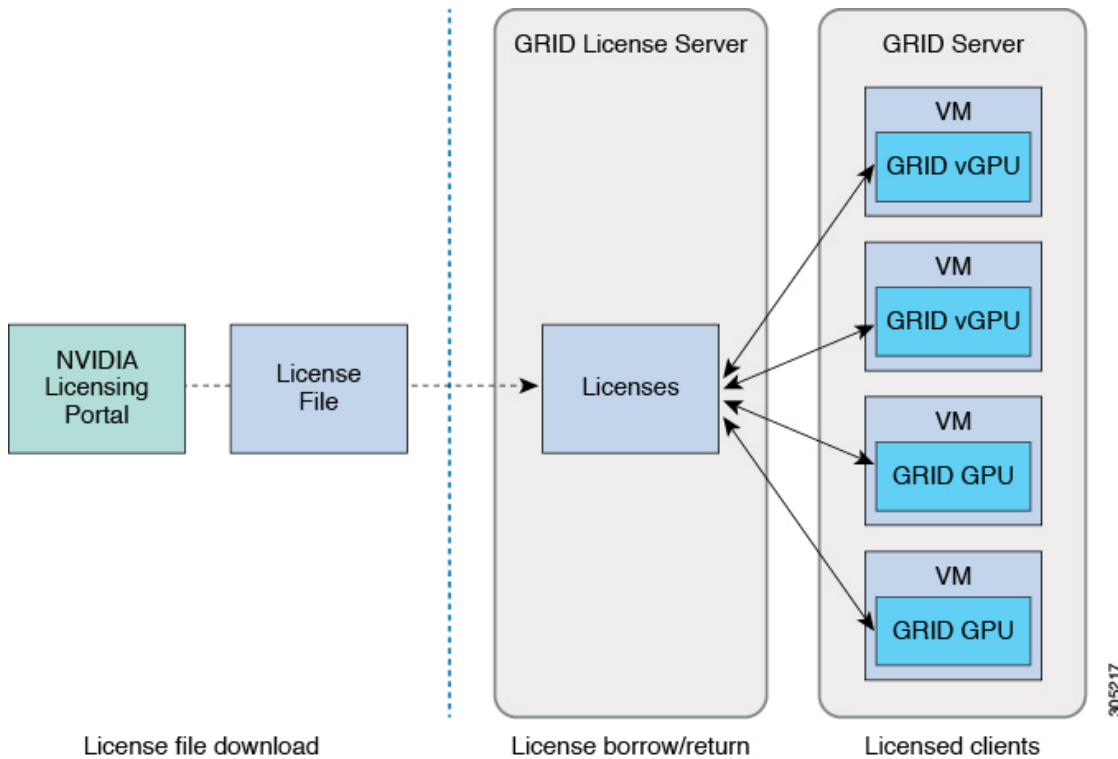 GRID License Server
GRID Server
VM
GRID vGPU
VM
GRID vGPU
NVIDIA
Licensing
Portal
License
File
Licenses
VM
GRID GPU
VM
GRID GPU
305217
License file download
License borrow/return
Licensed clients